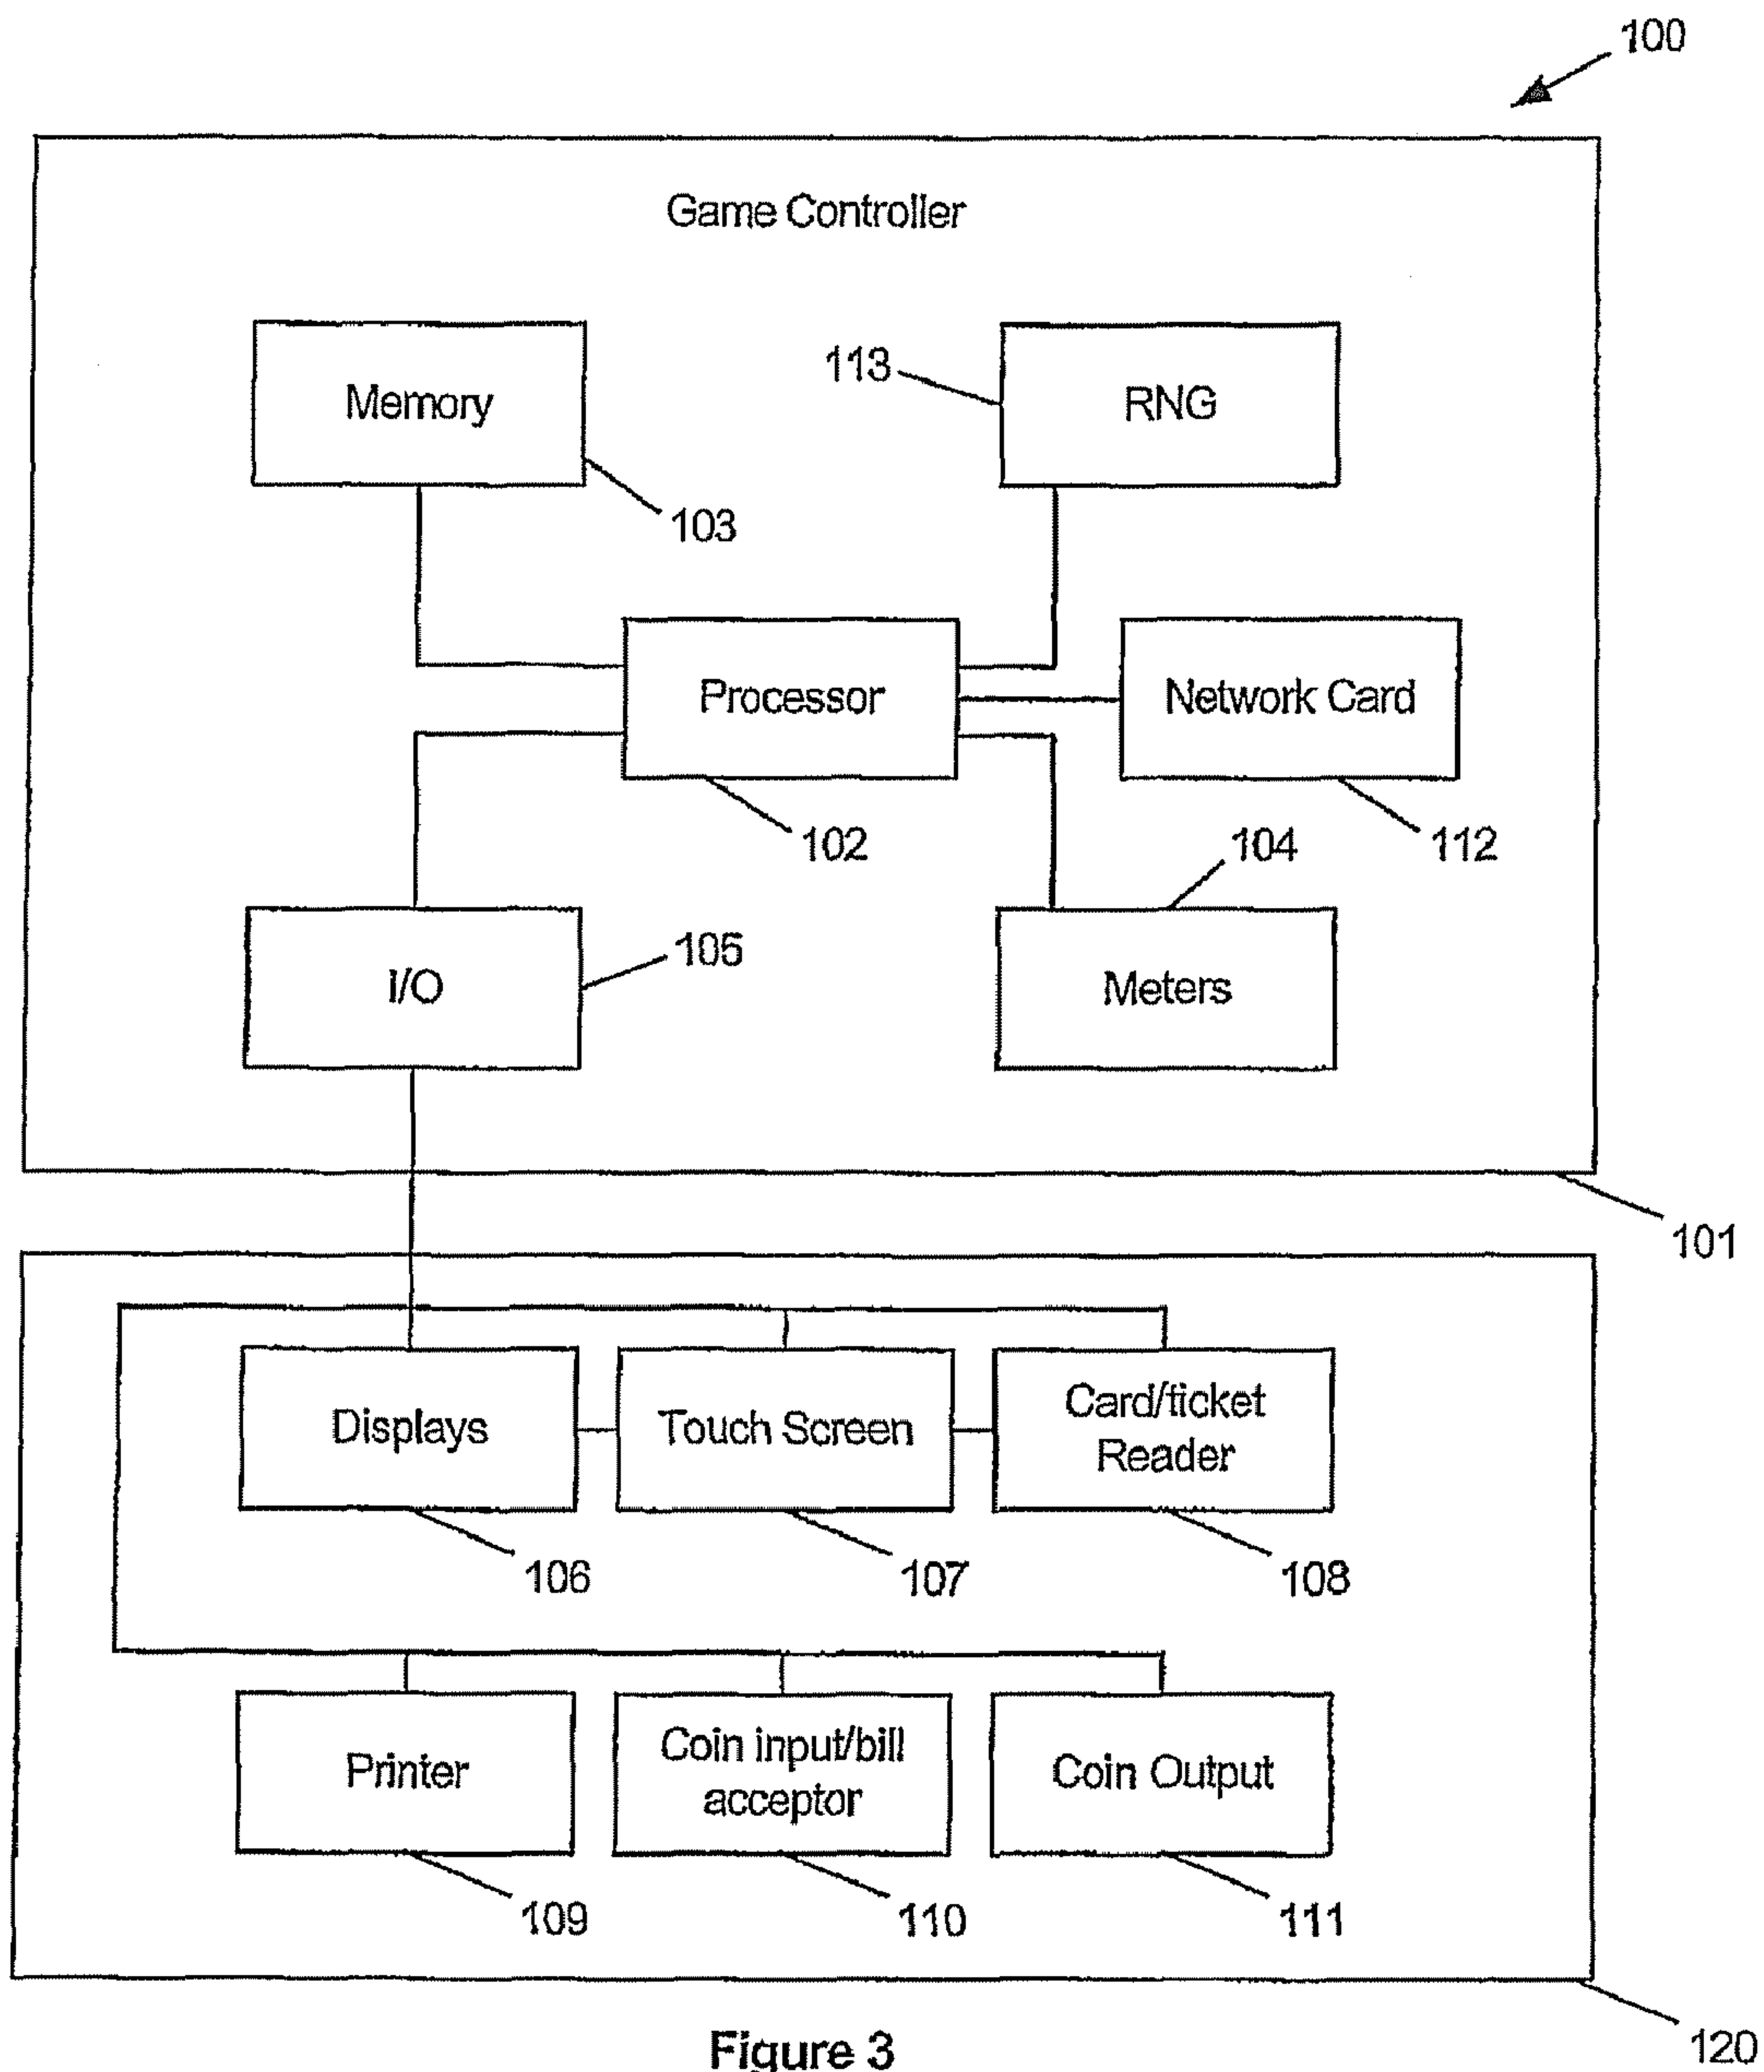 100
Game Controller
Memory
113
RNG
103
Processor
Network Card
102
104
112
I/O
105
Meters
101
Displays
Touch Screen
Card/ticket
Reader
106
107
108
Printer
Coin input/bill
acceptor
Coin Output
109
110
111
120
Figure 3